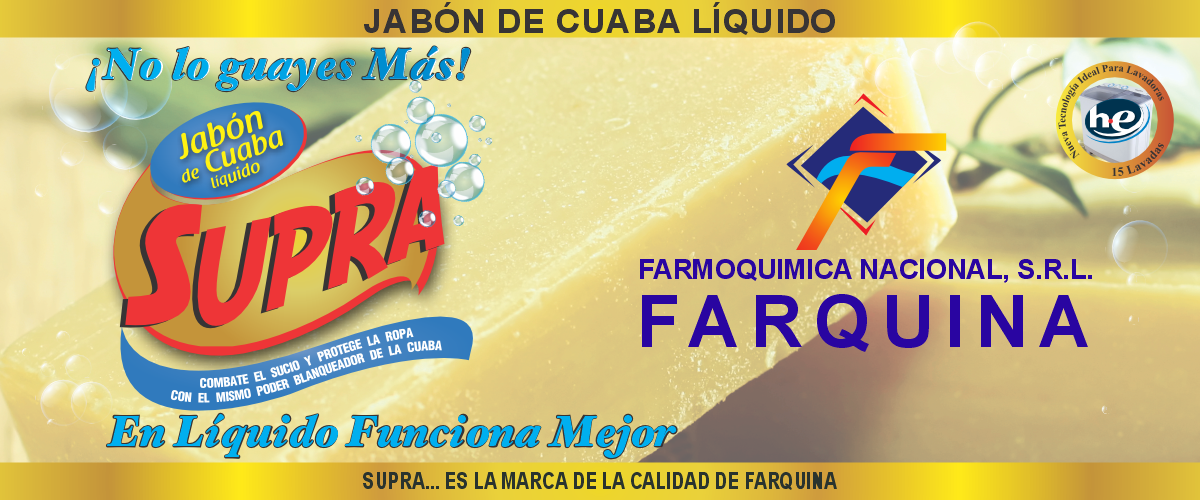 JABÓN DE CUABA LÍQUIDO
¡No lo guayes Más!
Jabón
de Cuaba
líquido
SUPRA
COMBATE EL SUCIO Y PROTEGE LA ROPA
CON EL MISMO PODER BLANQUEADOR DE LA CUABA
En Líquido Funciona Mejor
Nueva Tecnología Ideal Para Lavadoras
he
15 Lavadas
FARMOQUIMICA NACIONAL, S.R.L.
FARQUINA
SUPRA... ES LA MARCA DE LA CALIDAD DE FARQUINA